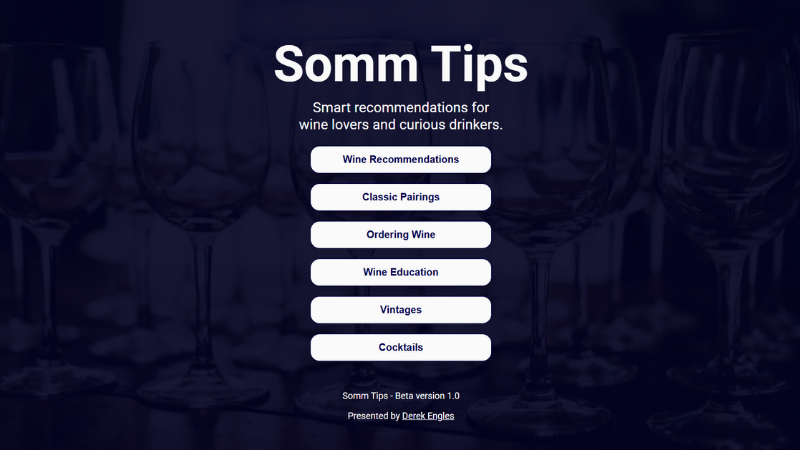 Somm Tips
Smart recommendations for
wine lovers and curious drinkers.
Wine Recommendations
Classic Pairings
Ordering Wine
Wine Education
Vintages
Cocktails
Somm Tips - Beta version 1.0
Presented by Derek Engles